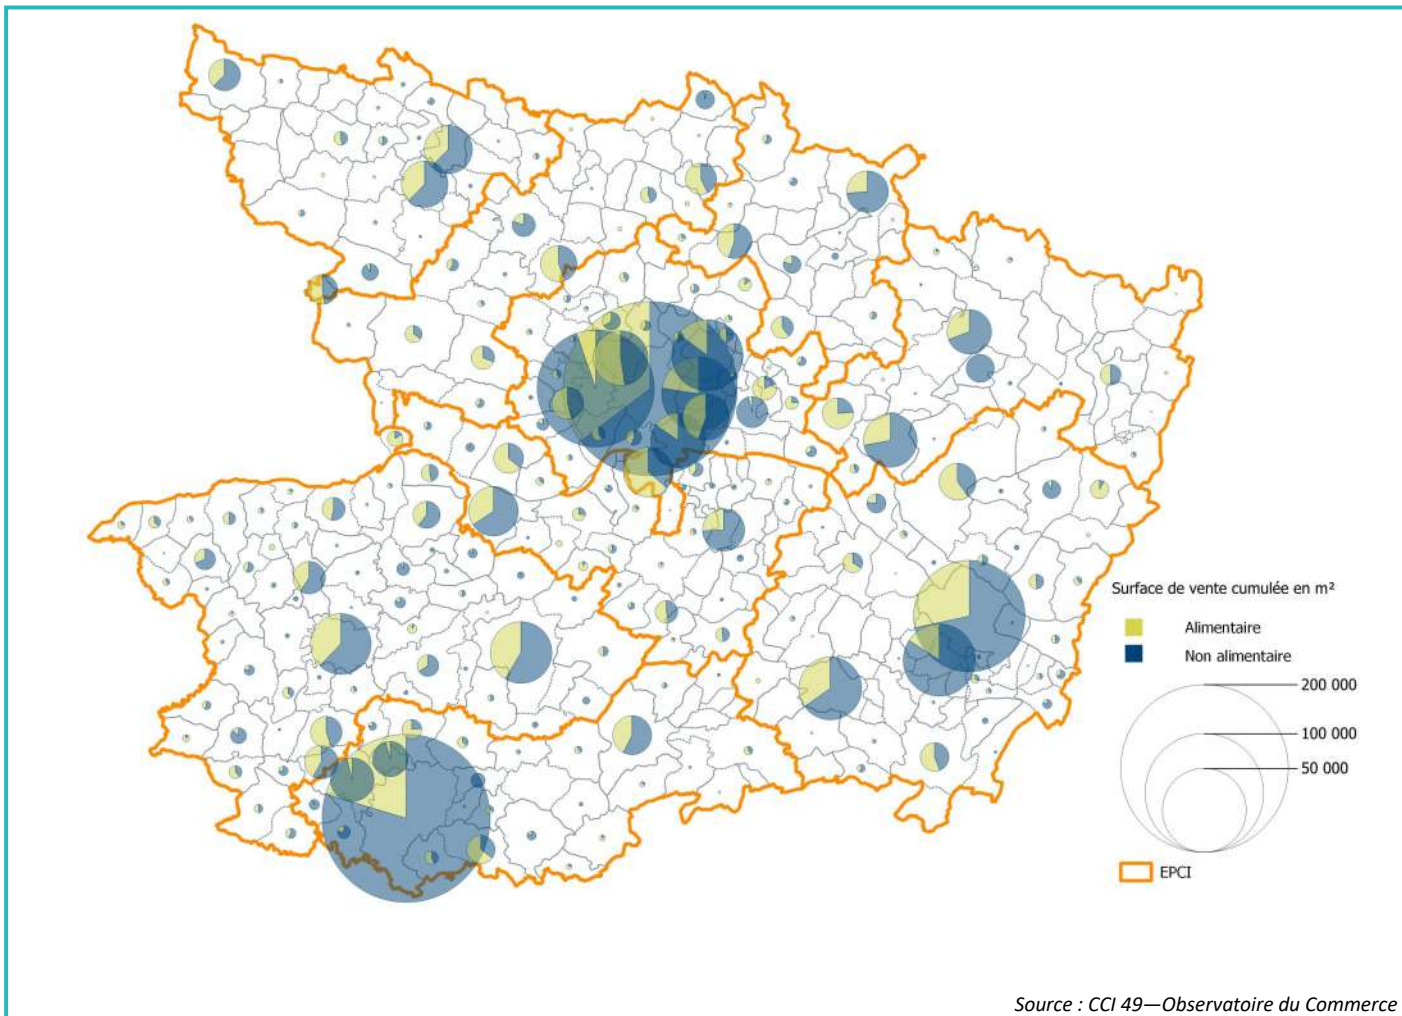 Surface de vente cumulée en m²
Alimentaire
Non alimentaire
200 000
100 000
50 000
EPCI
Source : CCI 49—Observatoire du Commerce